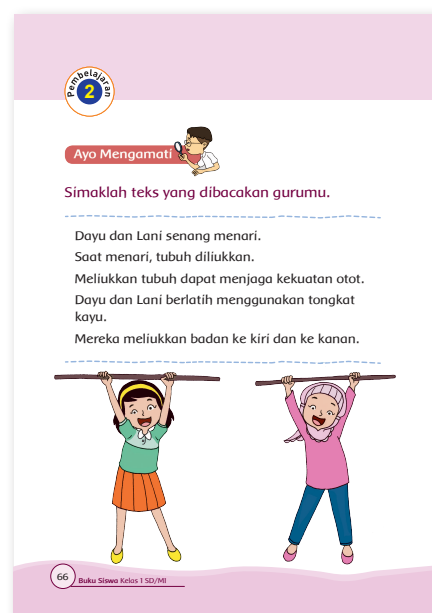 Pembelajaran
2
Ayo Mengamati
Simaklah teks yang dibacakan gurumu.
Dayu dan Lani senang menari.
Saat menari, tubuh diliukkan.
Meliukkan tubuh dapat menjaga kekuatan otot.
Dayu dan Lani berlatih menggunakan tongkat
kayu.
Mereka meliukkan badan ke kiri dan ke kanan.
66
Buku Siswa Kelas 1 SD/MI